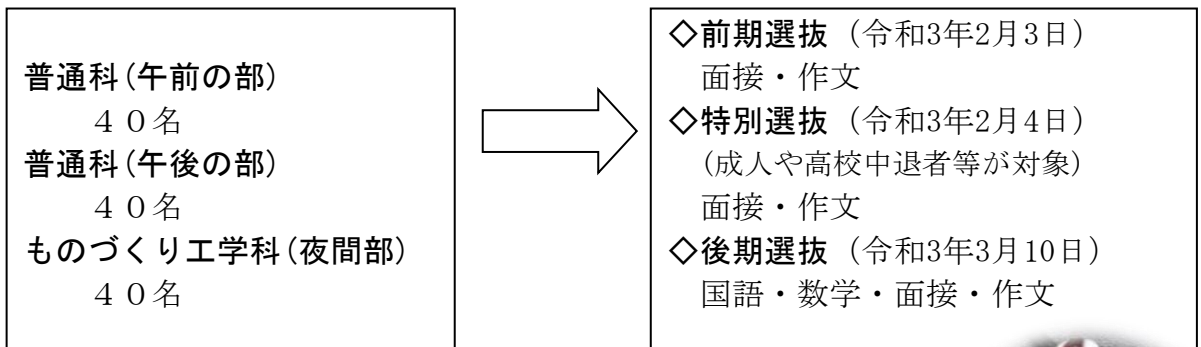 普通科(午前の部)
４０名
普通科(午後の部)
４０名
ものづくり工学科(夜間部)
４０名
◇前期選抜（令和3年2月3日）
面接・作文
◇特別選抜（令和3年2月4日）
(成人や高校中退者等が対象)
面接・作文
◇後期選抜（令和3年3月10日）
国語・数学・面接・作文